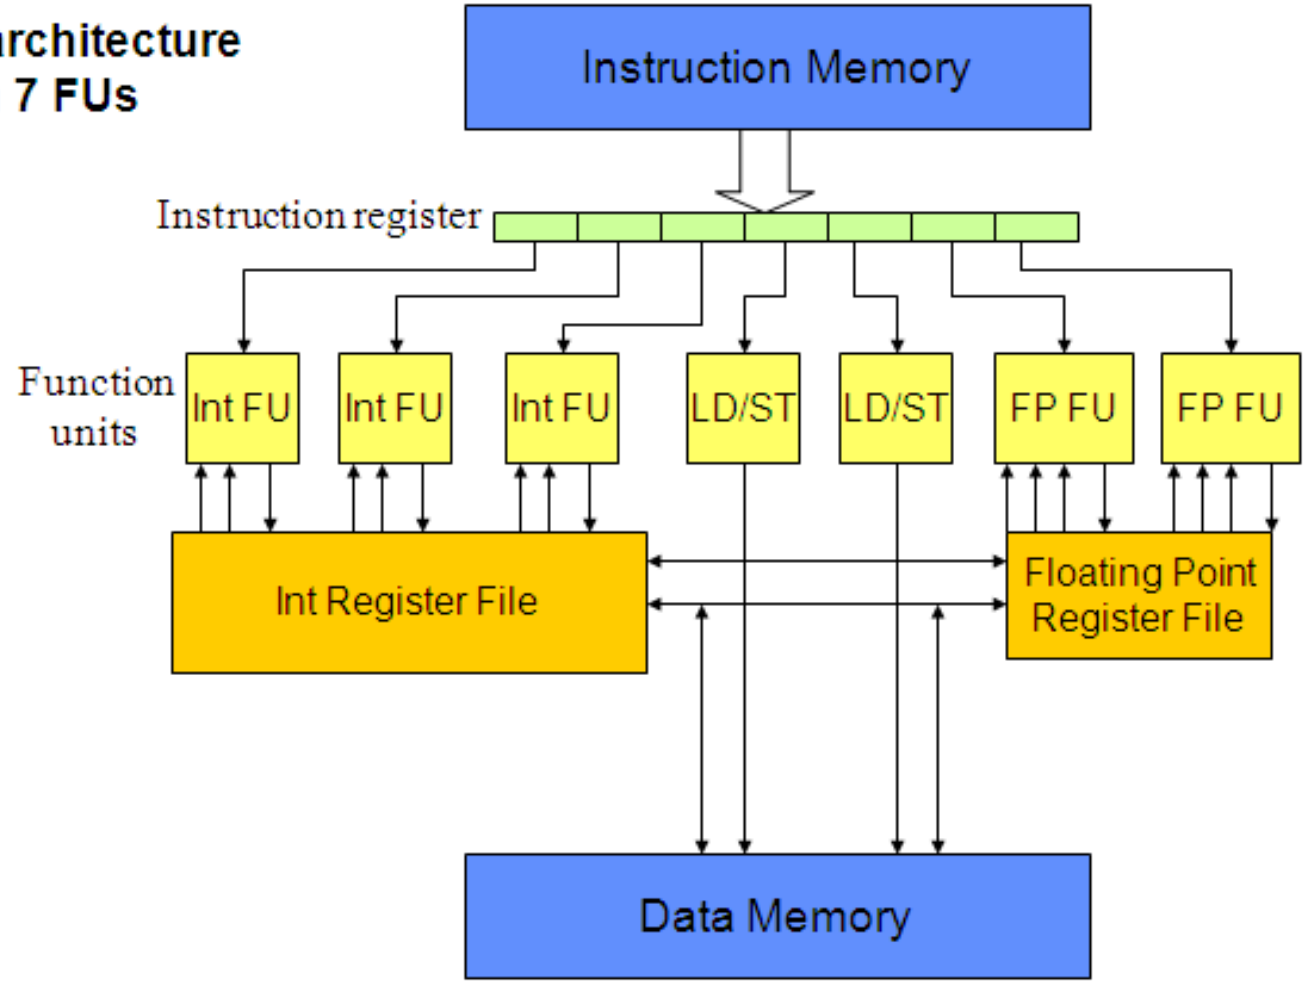 architecture
7 FUs
Instruction Memory
Instruction register
Function
units
Int FU
Int FU
Int FU
LD/ST
LD/ST
FP FU
FP FU
Int Register File
Floating Point
Register File
Data Memory